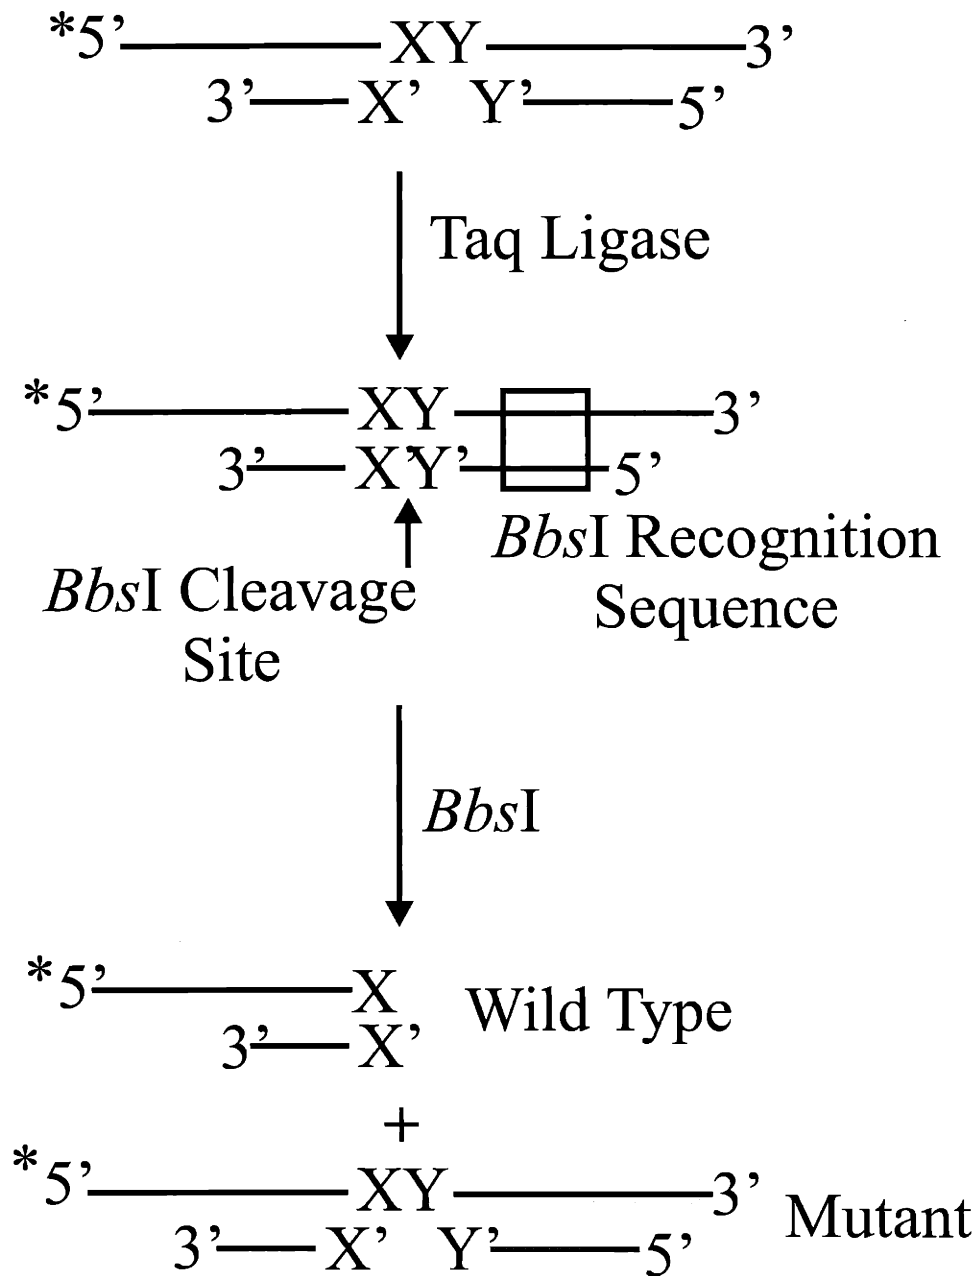 *5’ XY 3’
3’ X’ Y’ 5’
Taq Ligase
*5’ XY 3’
3’ X’Y’ 5’
BbsI Recognition
Sequence
BbsI Cleavage
Site
BbsI
*5’ X
3’ X’
Wild Type
+
*5’ XY 3’
3’ X’ Y’ 5’
Mutant